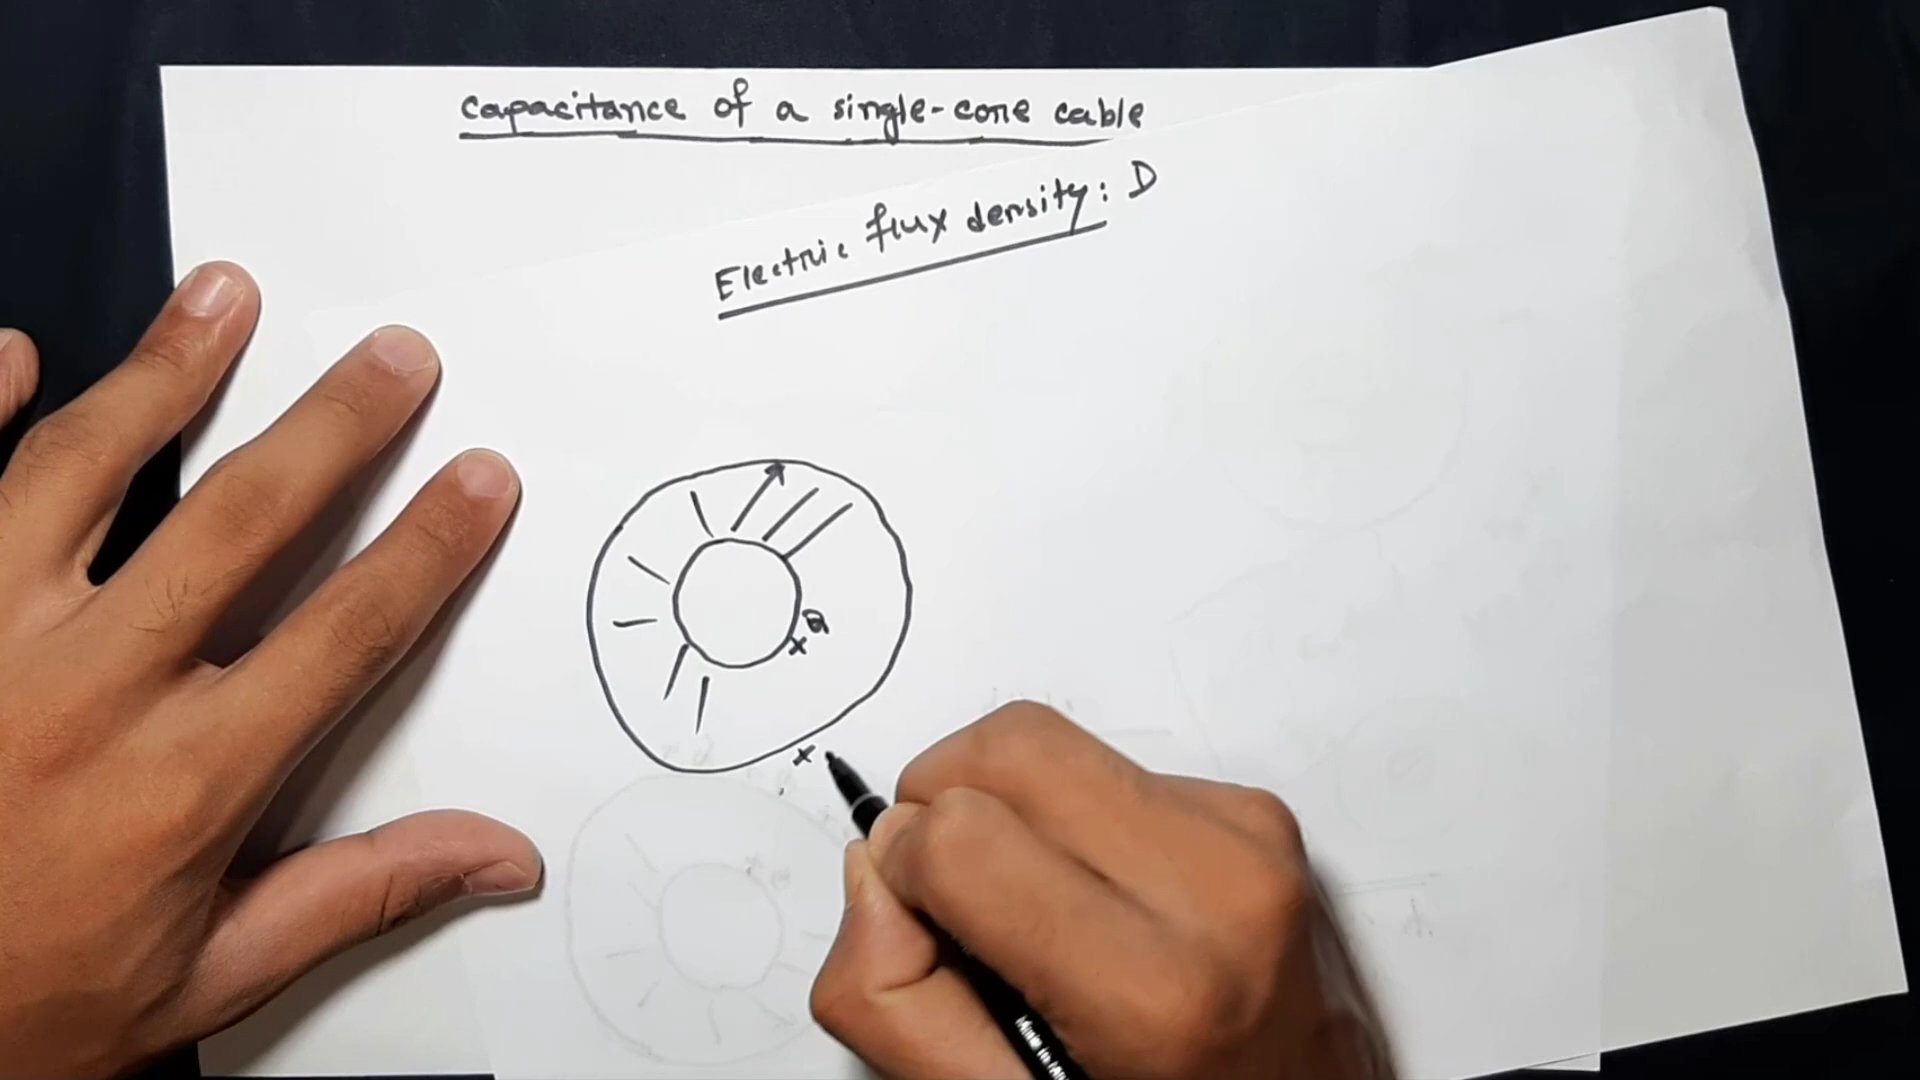 Capacitance of a single-core cable
Electric flux density: D
x
x